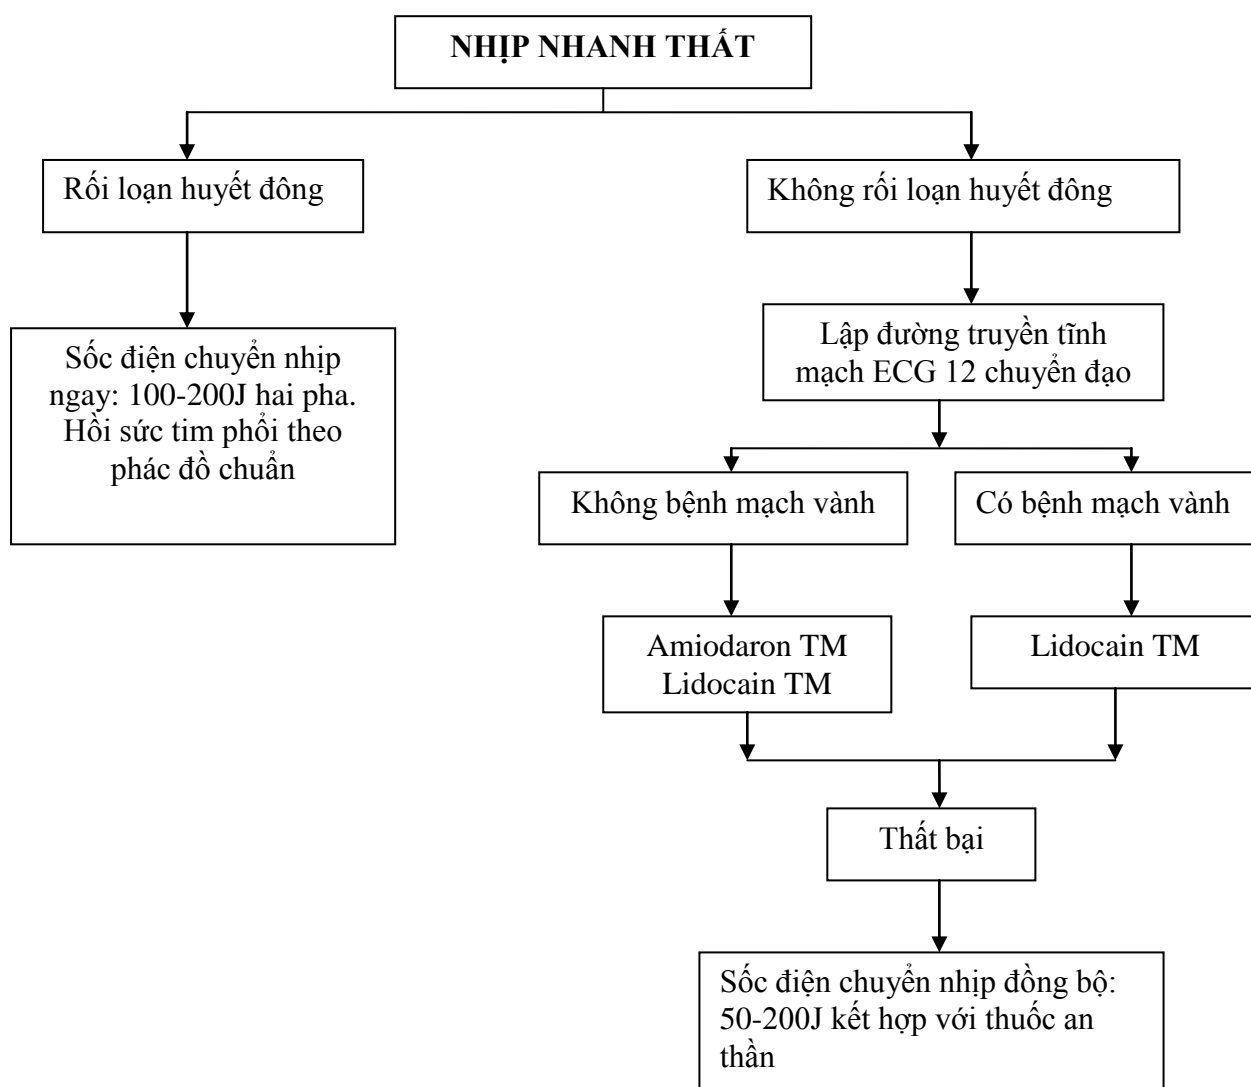 NHỊP NHANH THẤT
Rối loạn huyết đông
Không rối loạn huyết đông
Sốc điện chuyển nhịp
ngay: 100-200J hai pha.
Hồi sức tim phổi theo
phác đồ chuẩn
Lập đường truyền tĩnh
mạch ECG 12 chuyển đạo
Không bệnh mạch vành
Có bệnh mạch vành
Amiodaron TM
Lidocain TM
Lidocain TM
Thất bại
Sốc điện chuyển nhịp đồng bộ:
50-200J kết hợp với thuốc an
thần